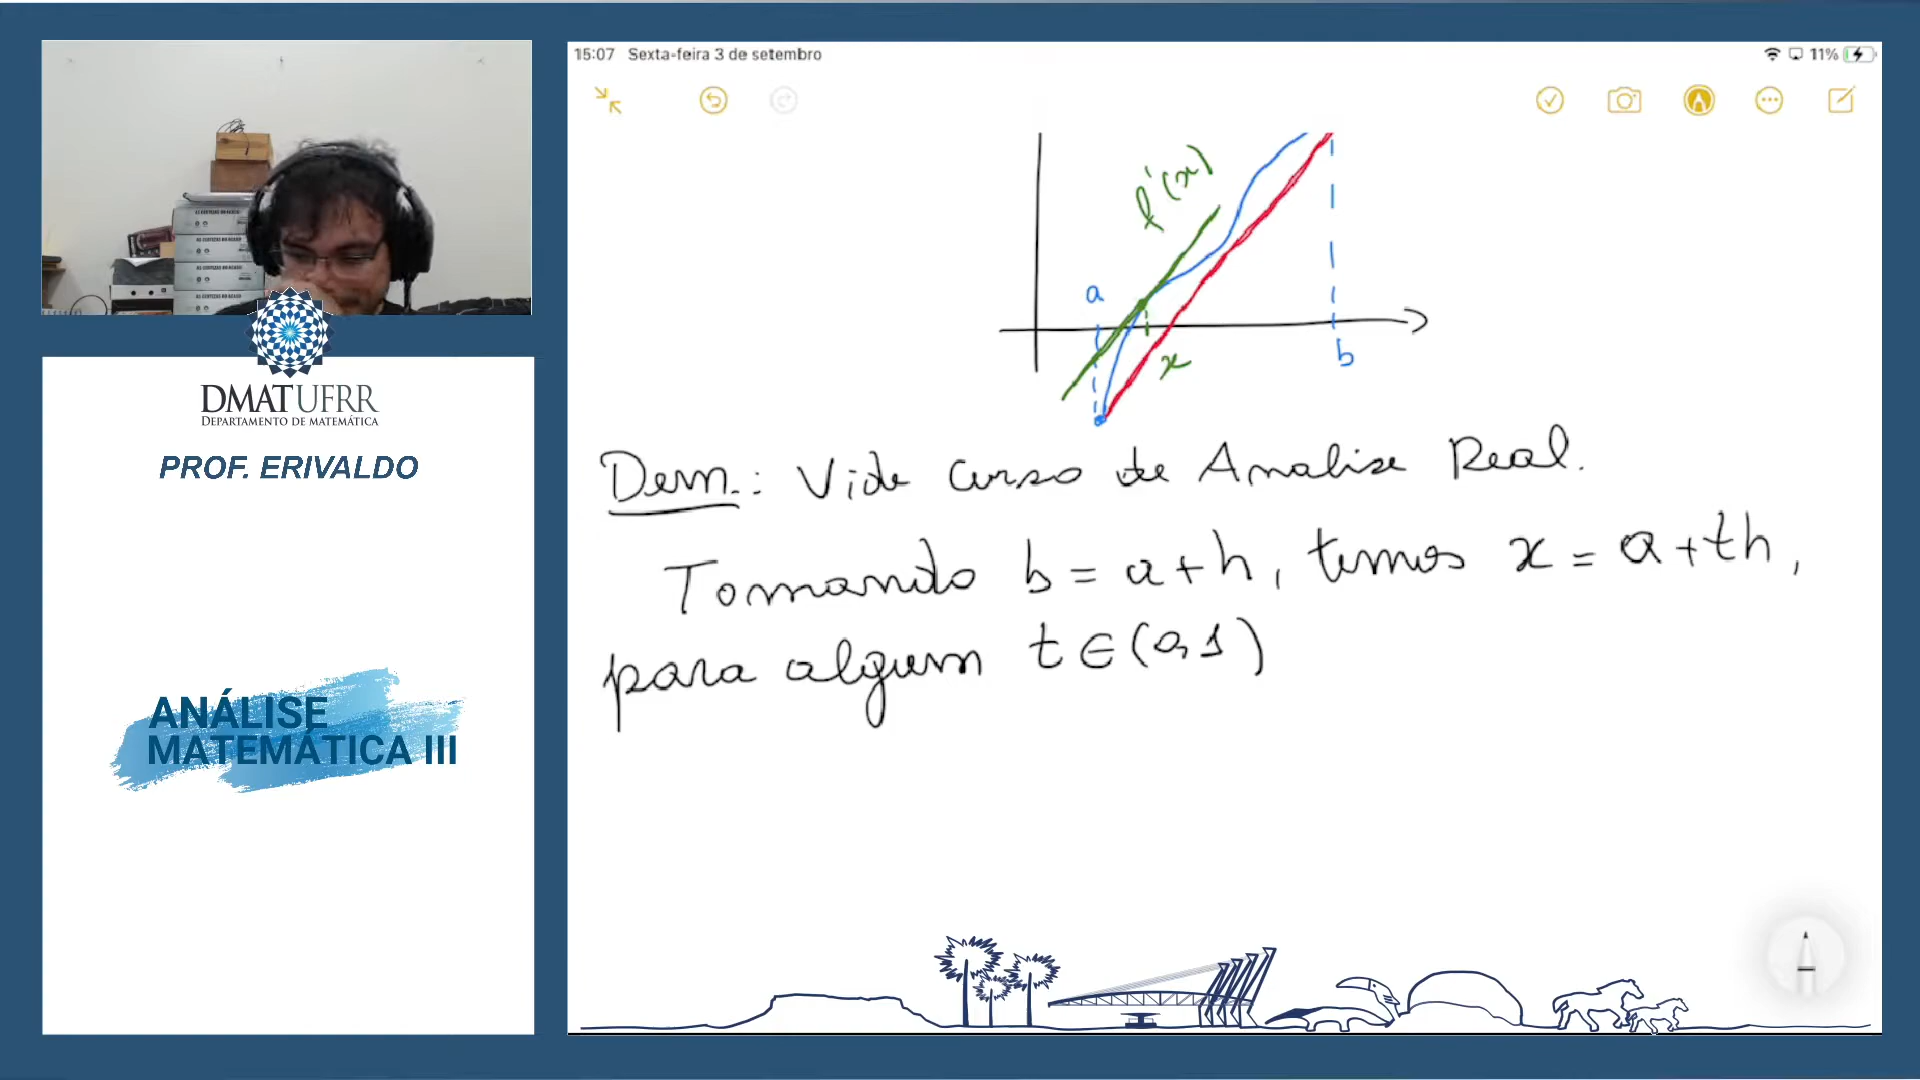 15:07 Sexta-feira 3 de setembro
11%
f'(x)
a
x
b
DMATUFRR
DEPARTAMENTO DE MATEMÁTICA
PROF. ERIVALDO
ANÁLISE
MATEMÁTICA III
Dem.: Vide Curso de Analise Real.
Tomando b = a+h, temos x = a+th,
para algum t∈(0,1)